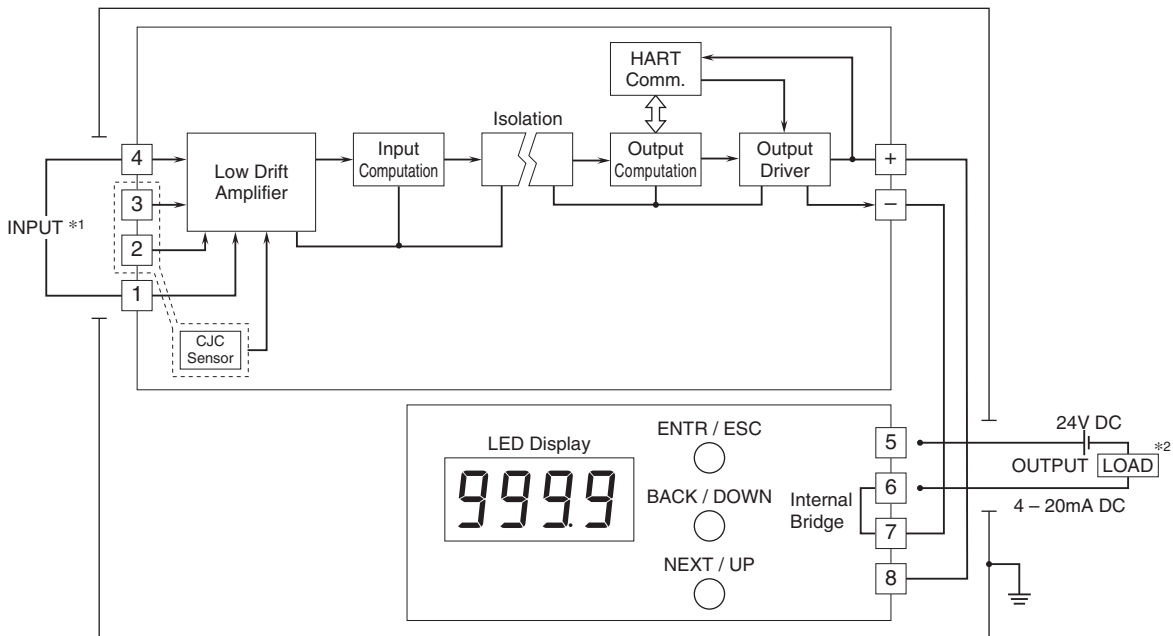 HART
Comm.
Isolation
4
3
INPUT *1
2
1
Low Drift
Amplifier
Input
Computation
Output
Computation
Output
Driver
+
−
CJC
Sensor
LED Display
999.9
ENTR / ESC
BACK / DOWN
NEXT / UP
Internal
Bridge
5
6
7
8
24V DC
OUTPUT
LOAD
*2
4 – 20mA DC